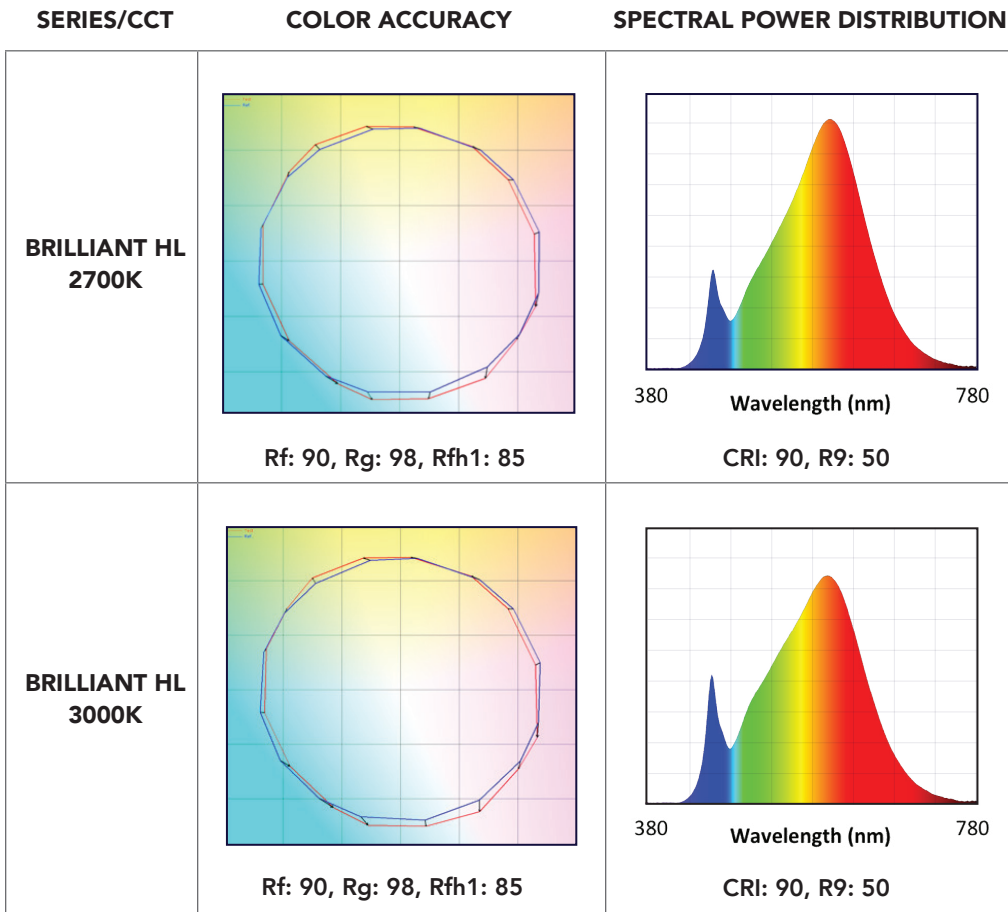 SERIES/CCT
COLOR ACCURACY
SPECTRAL POWER DISTRIBUTION
BRILLIANT HL
2700K
Ref
Rf: 90, Rg: 98, Rfh1: 85
380
Wavelength (nm)
780
CRI: 90, R9: 50
BRILLIANT HL
3000K
Ref
Rf: 90, Rg: 98, Rfh1: 85
380
Wavelength (nm)
780
CRI: 90, R9: 50